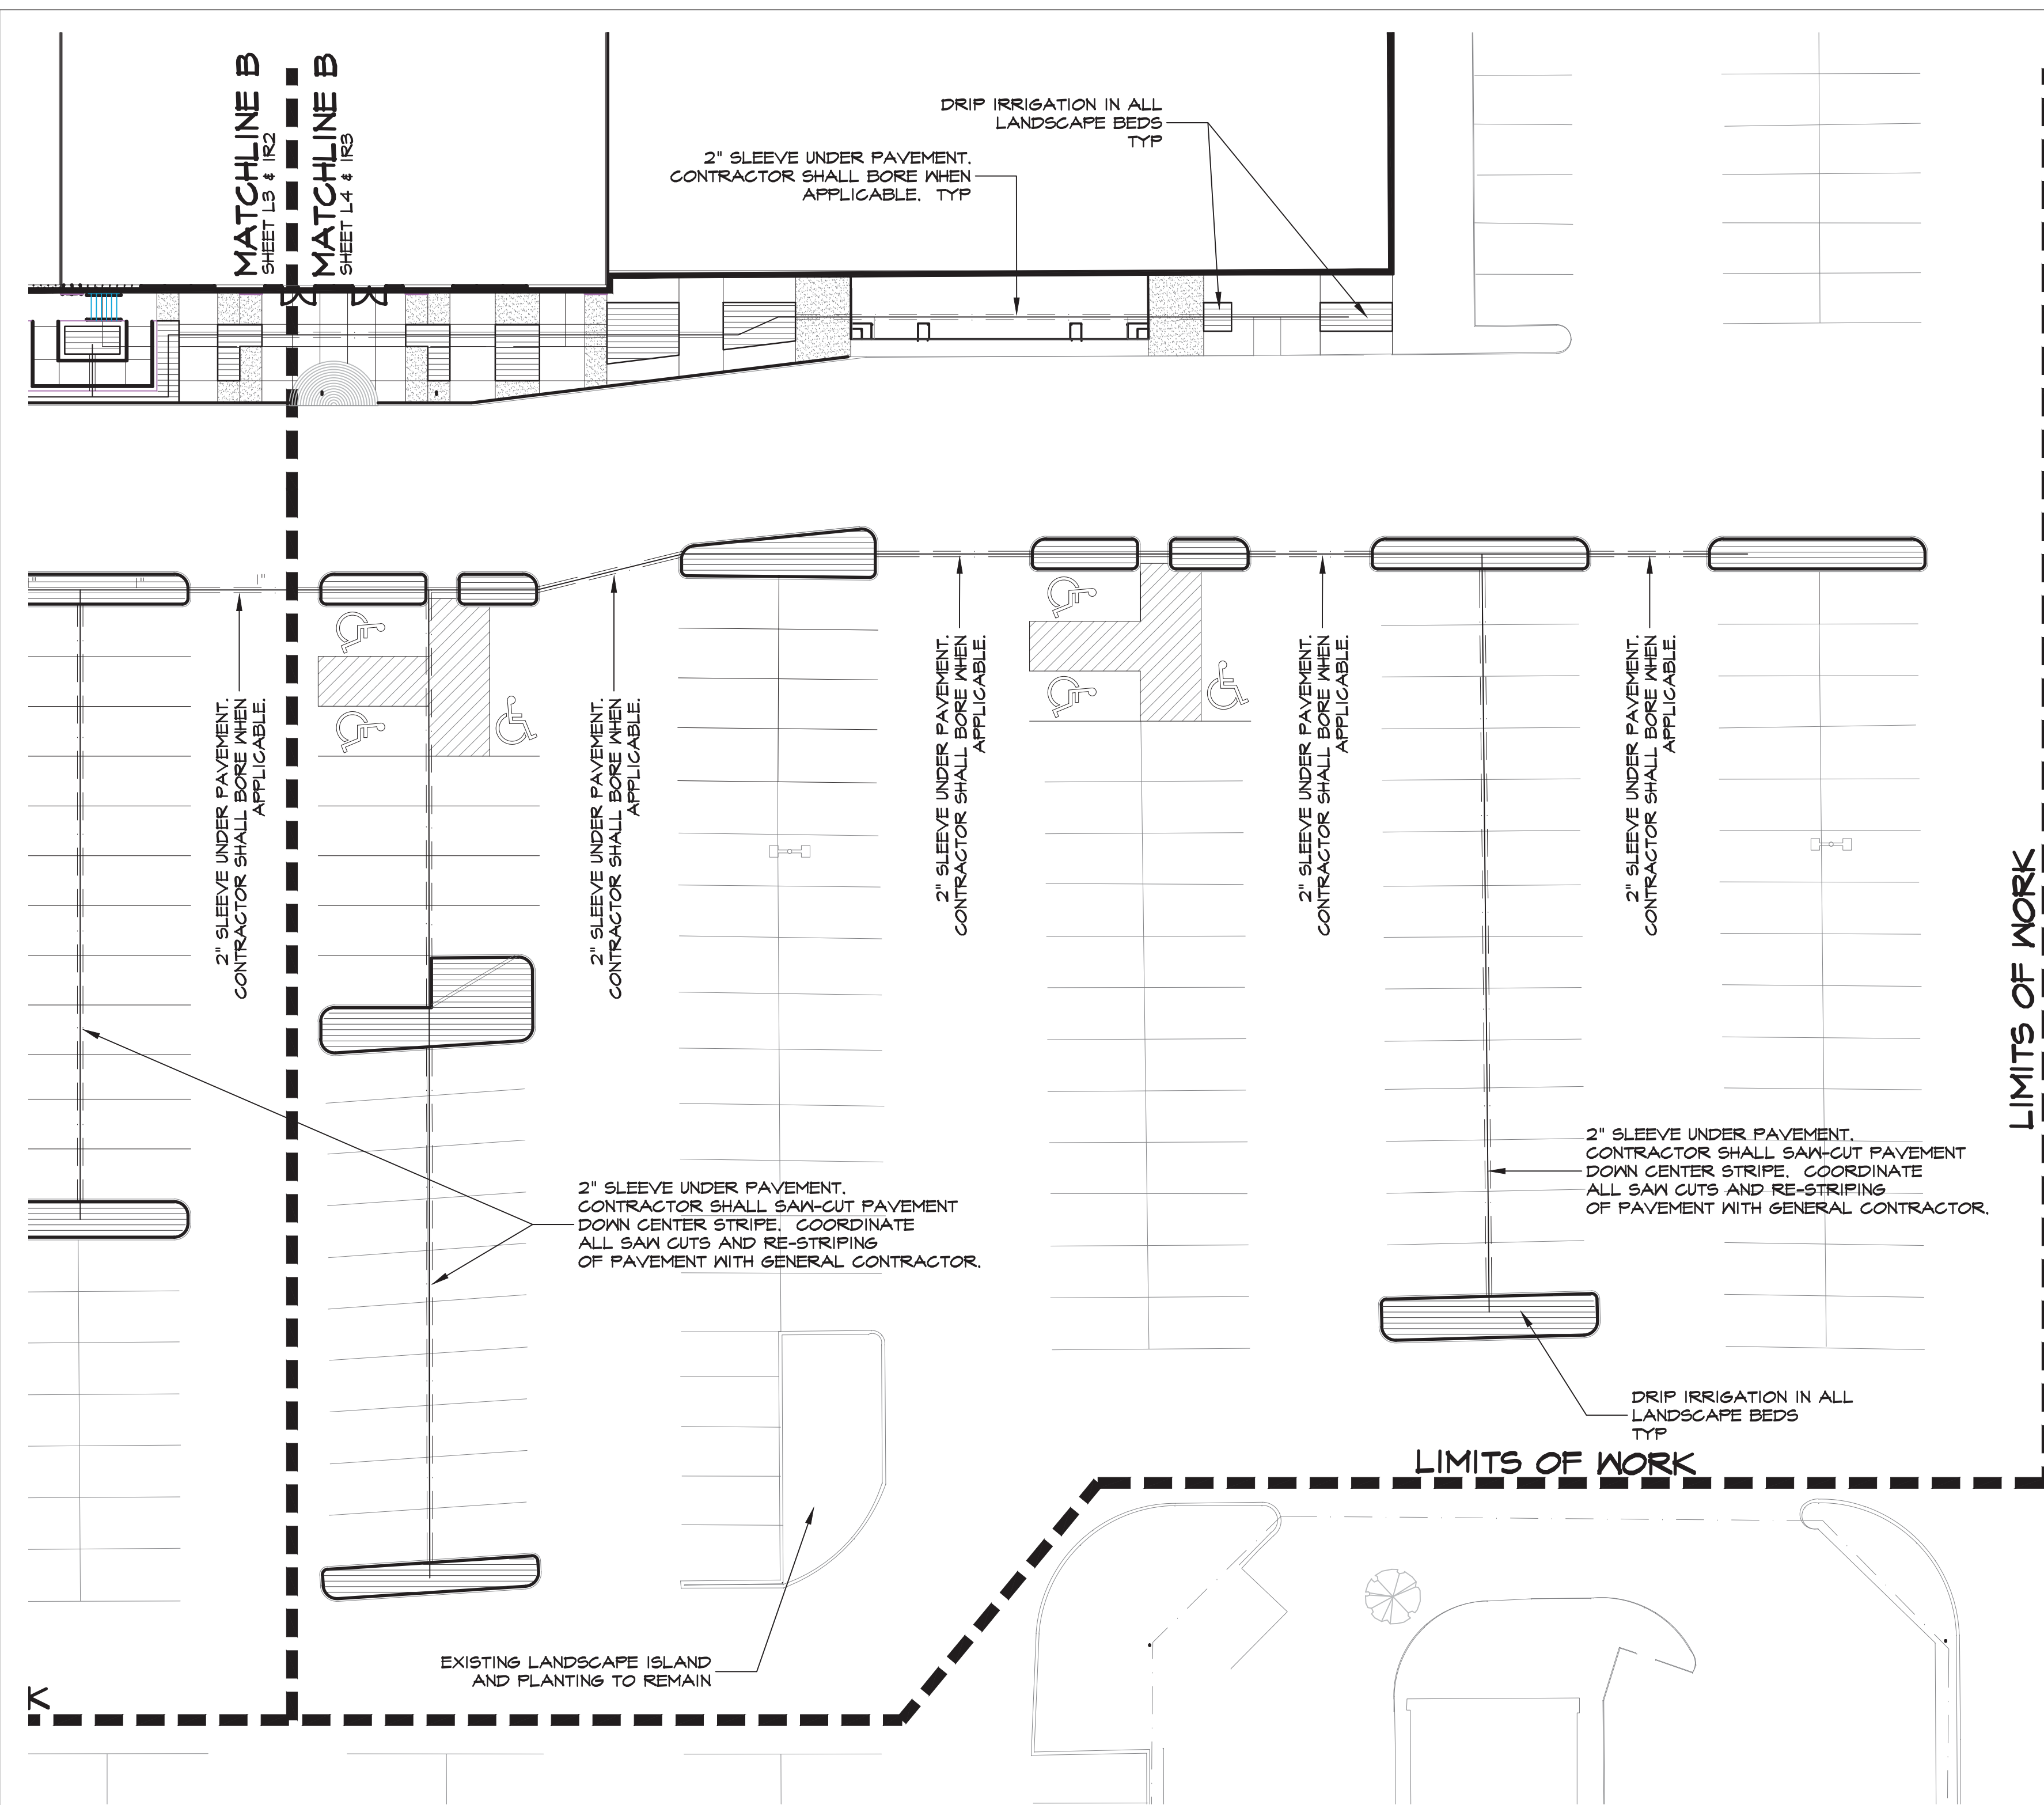 MATCHLINE B
SHEET L3 & IR2
MATCHLINE B
SHEET L4 & IR3
DRIP IRRIGATION IN ALL
LANDSCAPE BEDS
TYP
2" SLEEVE UNDER PAVEMENT.
CONTRACTOR SHALL BORE WHEN
APPLICABLE. TYP
1"
1"
2" SLEEVE UNDER PAVEMENT.
CONTRACTOR SHALL BORE WHEN
APPLICABLE.
2" SLEEVE UNDER PAVEMENT.
CONTRACTOR SHALL BORE WHEN
APPLICABLE.
2" SLEEVE UNDER PAVEMENT.
CONTRACTOR SHALL BORE WHEN
APPLICABLE.
2" SLEEVE UNDER PAVEMENT.
CONTRACTOR SHALL BORE WHEN
APPLICABLE.
2" SLEEVE UNDER PAVEMENT.
CONTRACTOR SHALL BORE WHEN
APPLICABLE.
LIMITS OF WORK
2" SLEEVE UNDER PAVEMENT.
CONTRACTOR SHALL SAW-CUT PAVEMENT
DOWN CENTER STRIPE. COORDINATE
ALL SAW CUTS AND RE-STRIPING
OF PAVEMENT WITH GENERAL CONTRACTOR.
2" SLEEVE UNDER PAVEMENT.
CONTRACTOR SHALL SAW-CUT PAVEMENT
DOWN CENTER STRIPE. COORDINATE
ALL SAW CUTS AND RE-STRIPING
OF PAVEMENT WITH GENERAL CONTRACTOR.
DRIP IRRIGATION IN ALL
LANDSCAPE BEDS
TYP
LIMITS OF WORK
EXISTING LANDSCAPE ISLAND
AND PLANTING TO REMAIN
K